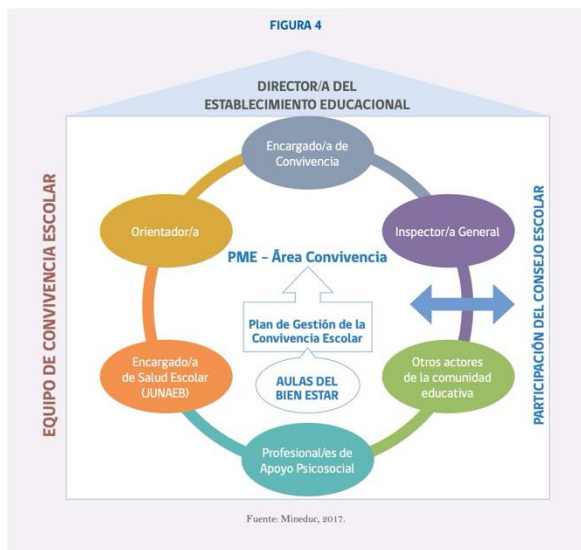 FIGURA 4
DIRECTOR/A DEL
ESTABLECIMIENTO EDUCACIONAL
EQUIPO DE CONVIVENCIA ESCOLAR
Encargado/a de
Convivencia
Orientador/a
Inspector/a General
PME – Área Convivencia
Plan de Gestión de la
Convivencia Escolar
AULAS DEL
BIEN ESTAR
Encargado/a
de Salud Escolar
(JUNAEB)
Otros actores
de la comunidad
educativa
Profesional/es de
Apoyo Psicosocial
PARTICIPACIÓN DEL CONSEJO ESCOLAR
Fuente: Mineduc, 2017.